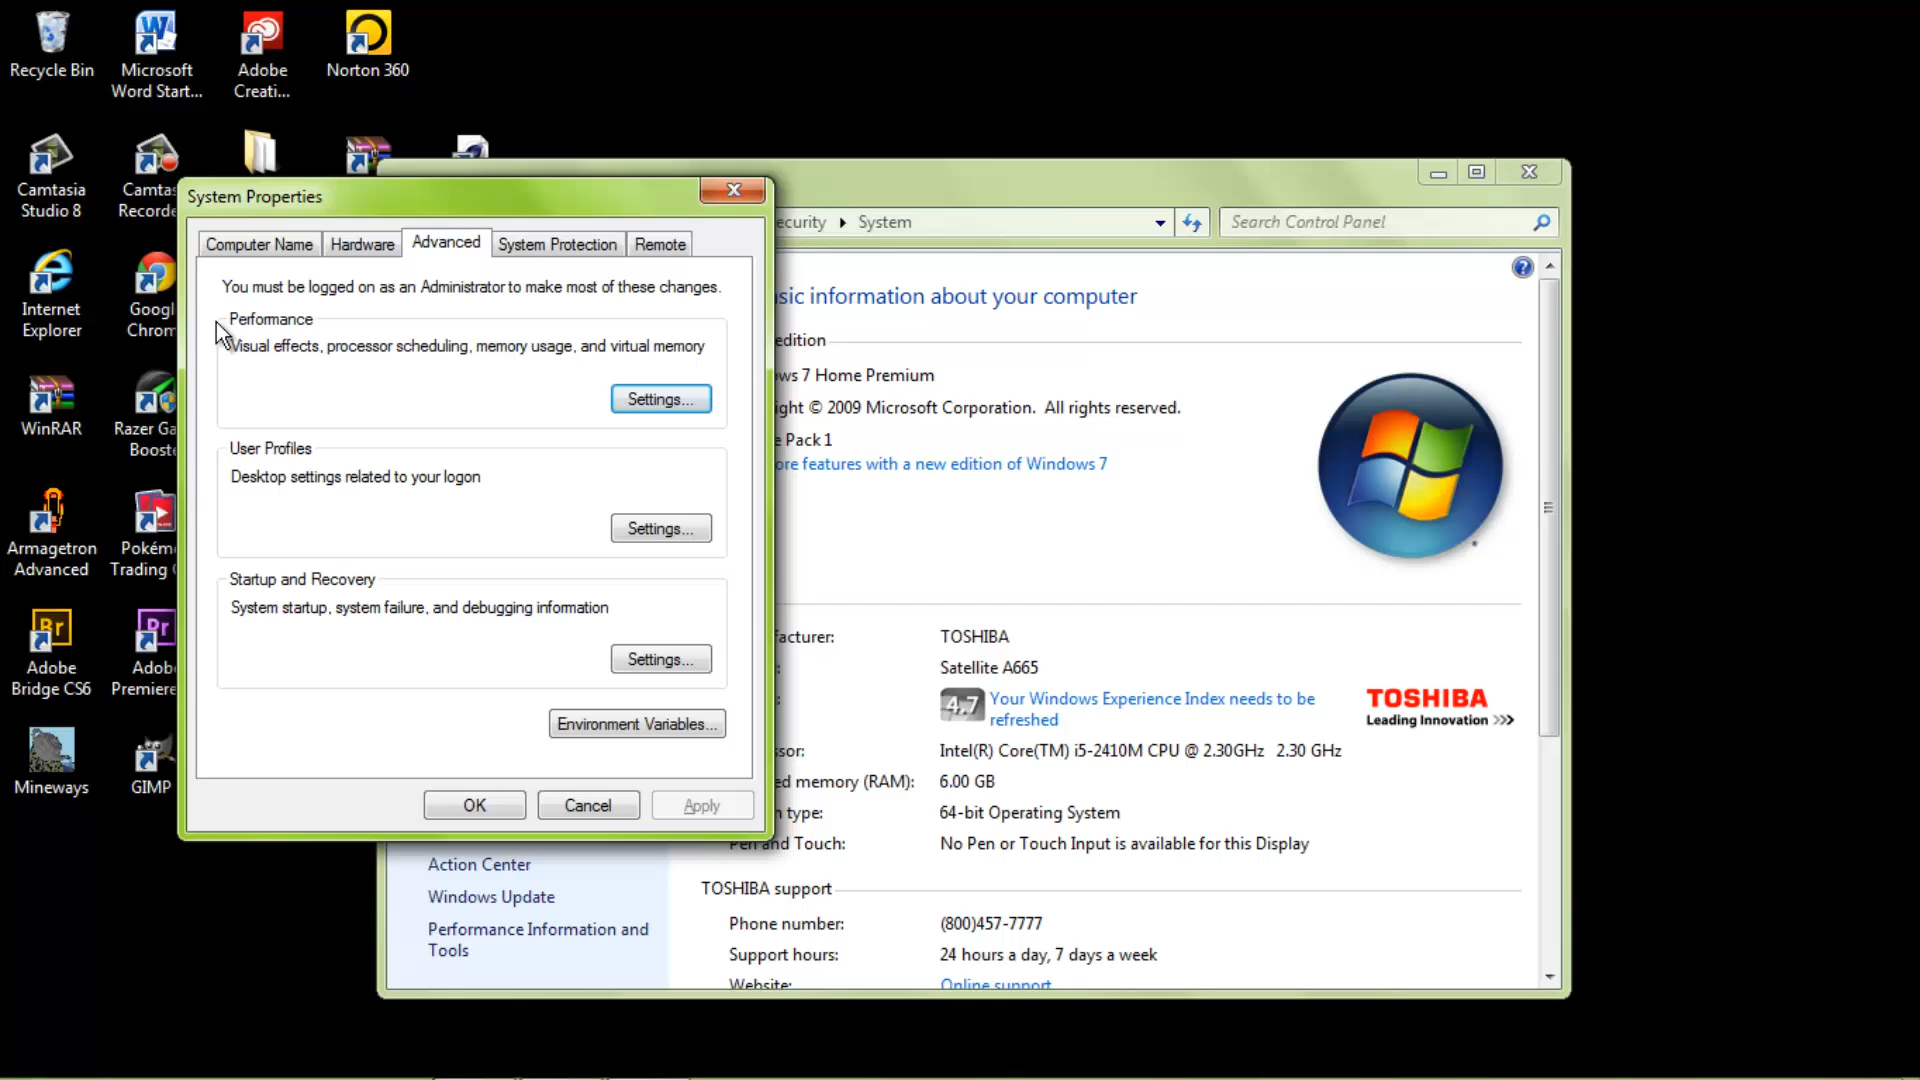 Recycle Bin
Microsoft
Word Start...
Adobe
Creati...
Norton 360
Camtasia
Studio 8
Camta
Recorde
Internet
Explorer
Googl
Chrom
WinRAR
Razer Ga
Booste
Armagetron
Advanced
Pokém
Trading
Br
Adobe
Bridge CS6
Pr
Adob
Premiere
Mineways
GIMP
System Properties
Computer Name
Hardware
Advanced
System Protection
Remote
You must be logged on as an Administrator to make most of these changes.
Performance
Visual effects, processor scheduling, memory usage, and virtual memory
Settings...
User Profiles
Desktop settings related to your logon
Settings...
Startup and Recovery
System startup, system failure, and debugging information
Settings...
Environment Variables...
OK
Cancel
Apply
ecurity
System
Search Control Panel
sic information about your computer
edition
ws 7 Home Premium
ight © 2009 Microsoft Corporation. All rights reserved.
e Pack 1
ore features with a new edition of Windows 7
facturer:
TOSHIBA
Satellite A665
4.7
Your Windows Experience Index needs to be
refreshed
TOSHIBA
Leading Innovation >>>
sor:
Intel(R) Core(TM) i5-2410M CPU @ 2.30GHz 2.30 GHz
ed memory (RAM):
6.00 GB
type:
64-bit Operating System
Pen and Touch:
No Pen or Touch Input is available for this Display
Action Center
Windows Update
Performance Information and
Tools
TOSHIBA support
Phone number:
(800)457-7777
Support hours:
24 hours a day, 7 days a week
Website:
Online support